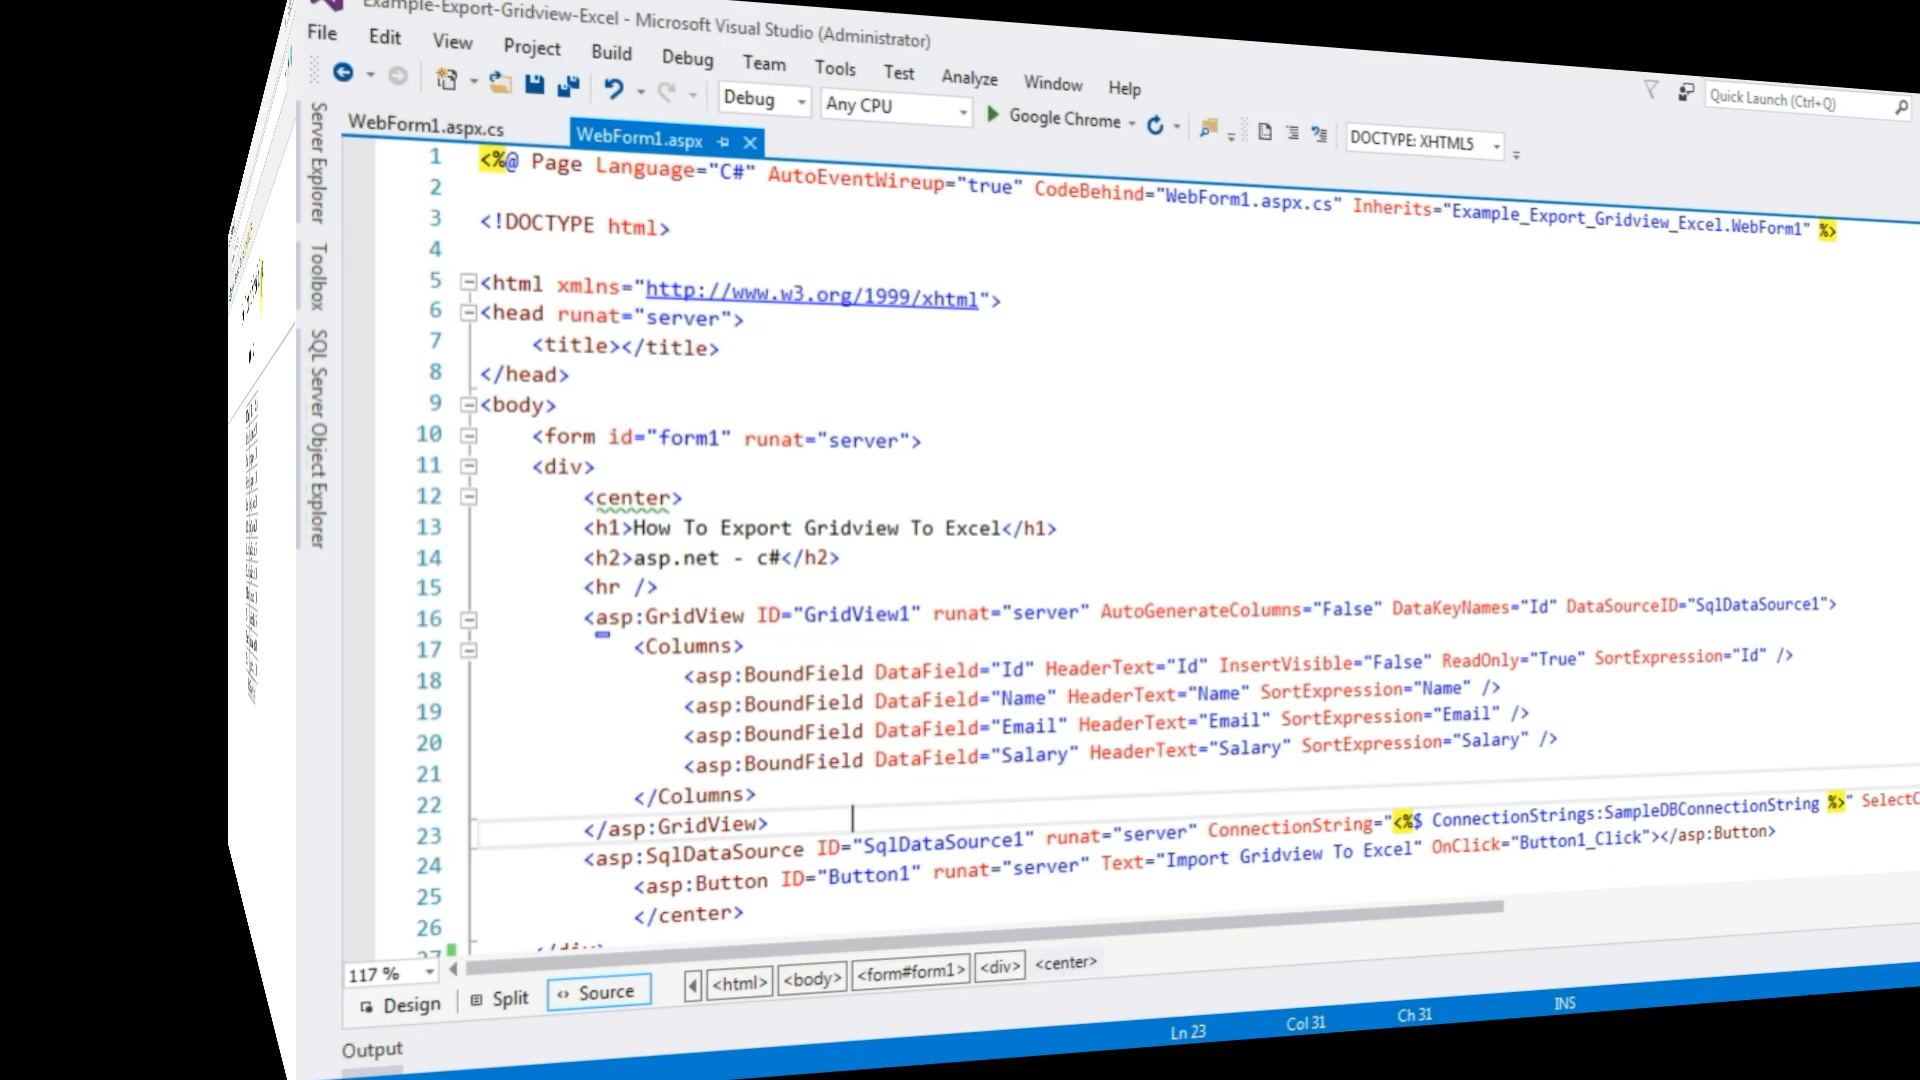 Example-Export-Gridview-Excel - Microsoft Visual Studio (Administrator)
File Edit View Project Build Debug Team Tools Test Analyze Window Help
Quick Launch (Ctrl+Q)
Debug Any CPU Google Chrome DOCTYPE: XHTML5
Server Explorer
Toolbox
SQL Server Object Explorer
WebForm1.aspx.cs WebForm1.aspx
1 <%@ Page Language="C#" AutoEventWireup="true" CodeBehind="WebForm1.aspx.cs" Inherits="Example_Export_Gridview_Excel.WebForm1" %>
2
3 <!DOCTYPE html>
4
5 <html xmlns="http://www.w3.org/1999/xhtml">
6 <head runat="server">
7 <title></title>
8 </head>
9 <body>
10 <form id="form1" runat="server">
11 <div>
12 <center>
13 <h1>How To Export Gridview To Excel</h1>
14 <h2>asp.net - c#</h2>
15 <hr />
16 <asp:GridView ID="GridView1" runat="server" AutoGenerateColumns="False" DataKeyNames="Id" DataSourceID="SqlDataSource1">
17 <Columns>
18 <asp:BoundField DataField="Id" HeaderText="Id" InsertVisible="False" ReadOnly="True" SortExpression="Id" />
19 <asp:BoundField DataField="Name" HeaderText="Name" SortExpression="Name" />
20 <asp:BoundField DataField="Email" HeaderText="Email" SortExpression="Email" />
21 <asp:BoundField DataField="Salary" HeaderText="Salary" SortExpression="Salary" />
22 </Columns>
23 </asp:GridView>
24 <asp:SqlDataSource ID="SqlDataSource1" runat="server" ConnectionString="<%$ ConnectionStrings:SampleDBConnectionString %>" SelectC
25 <asp:Button ID="Button1" runat="server" Text="Import Gridview To Excel" OnClick="Button1_Click"></asp:Button>
26 </center>
27 </div>
117 %
Design Split Source <html> <body> <form#form1> <div> <center>
Output
Ln 23 Col 31 Ch 31 INS